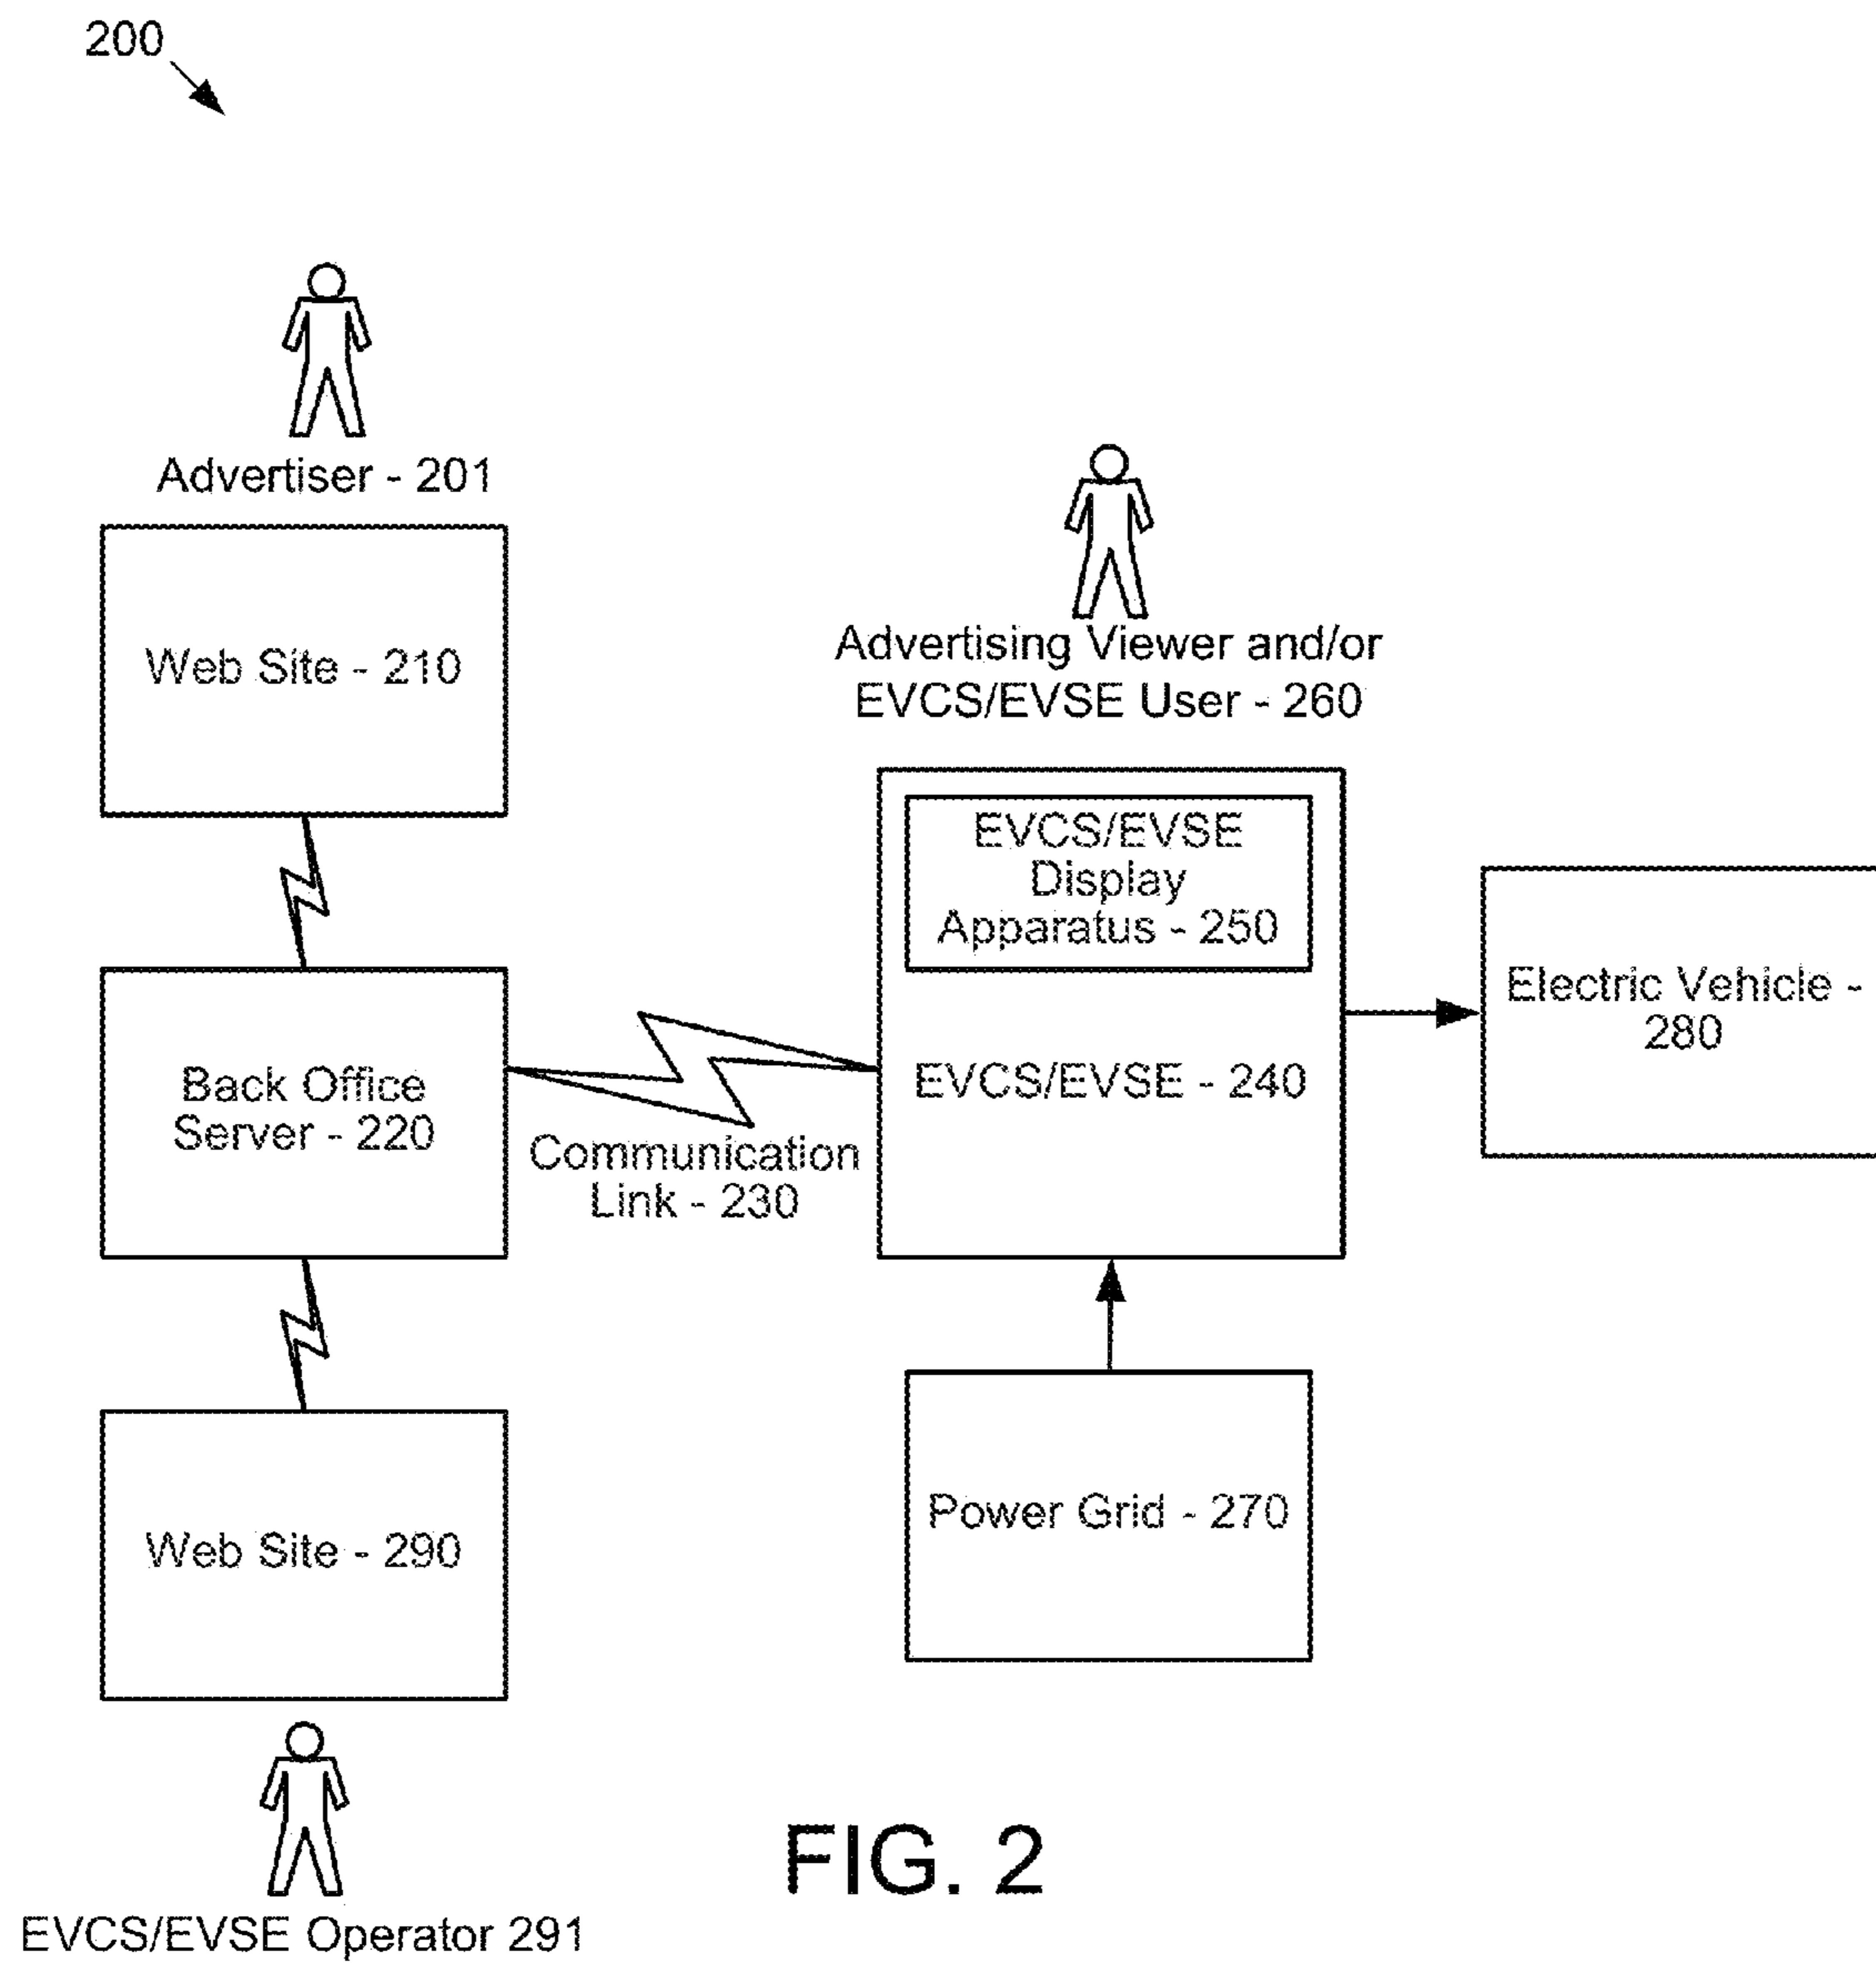 200
Advertiser - 201
Web Site - 210
Advertising Viewer and/or
EVCS/EVSE User - 260
EVCS/EVSE
Display
Apparatus - 250
Electric Vehicle -
280
Back Office
Server - 220
EVCS/EVSE - 240
Communication
Link - 230
Power Grid - 270
Web Site - 290
FIG. 2
EVCS/EVSE Operator 291